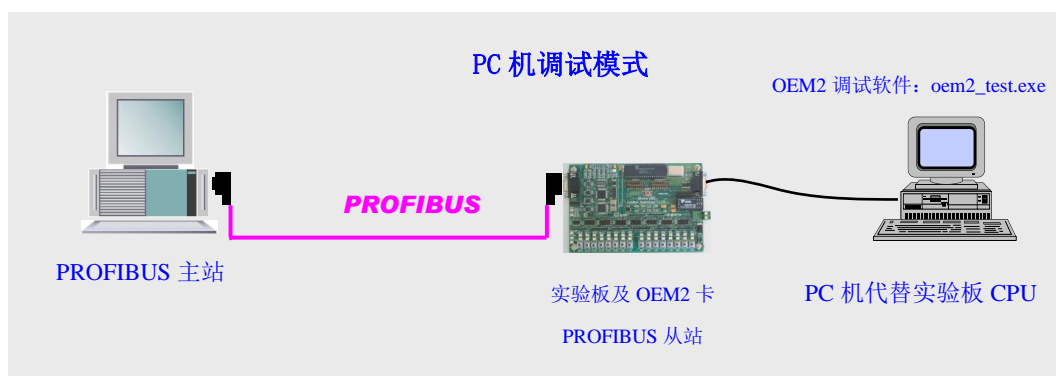 PC 机调试模式
OEM2 调试软件：oem2_test.exe
PROFIBUS
PROFIBUS 主站
实验板及 OEM2 卡
PROFIBUS 从站
PC 机代替实验板 CPU